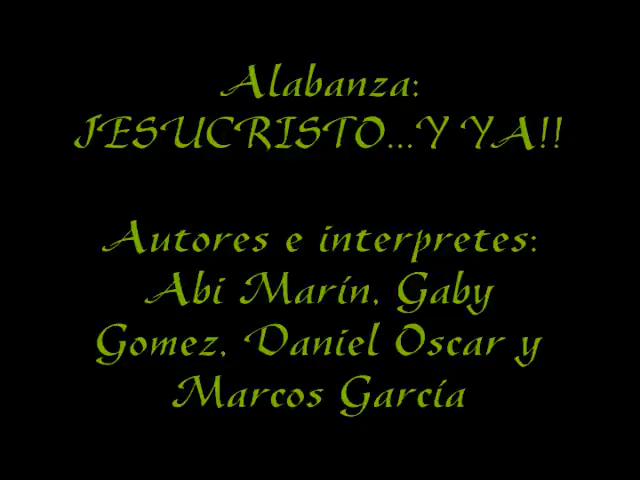 Alabanza:
JESUCRISTO...Y YA!!
Autores e interpretes:
Abi Marín, Gaby
Gomez, Daniel Oscar y
Marcos García